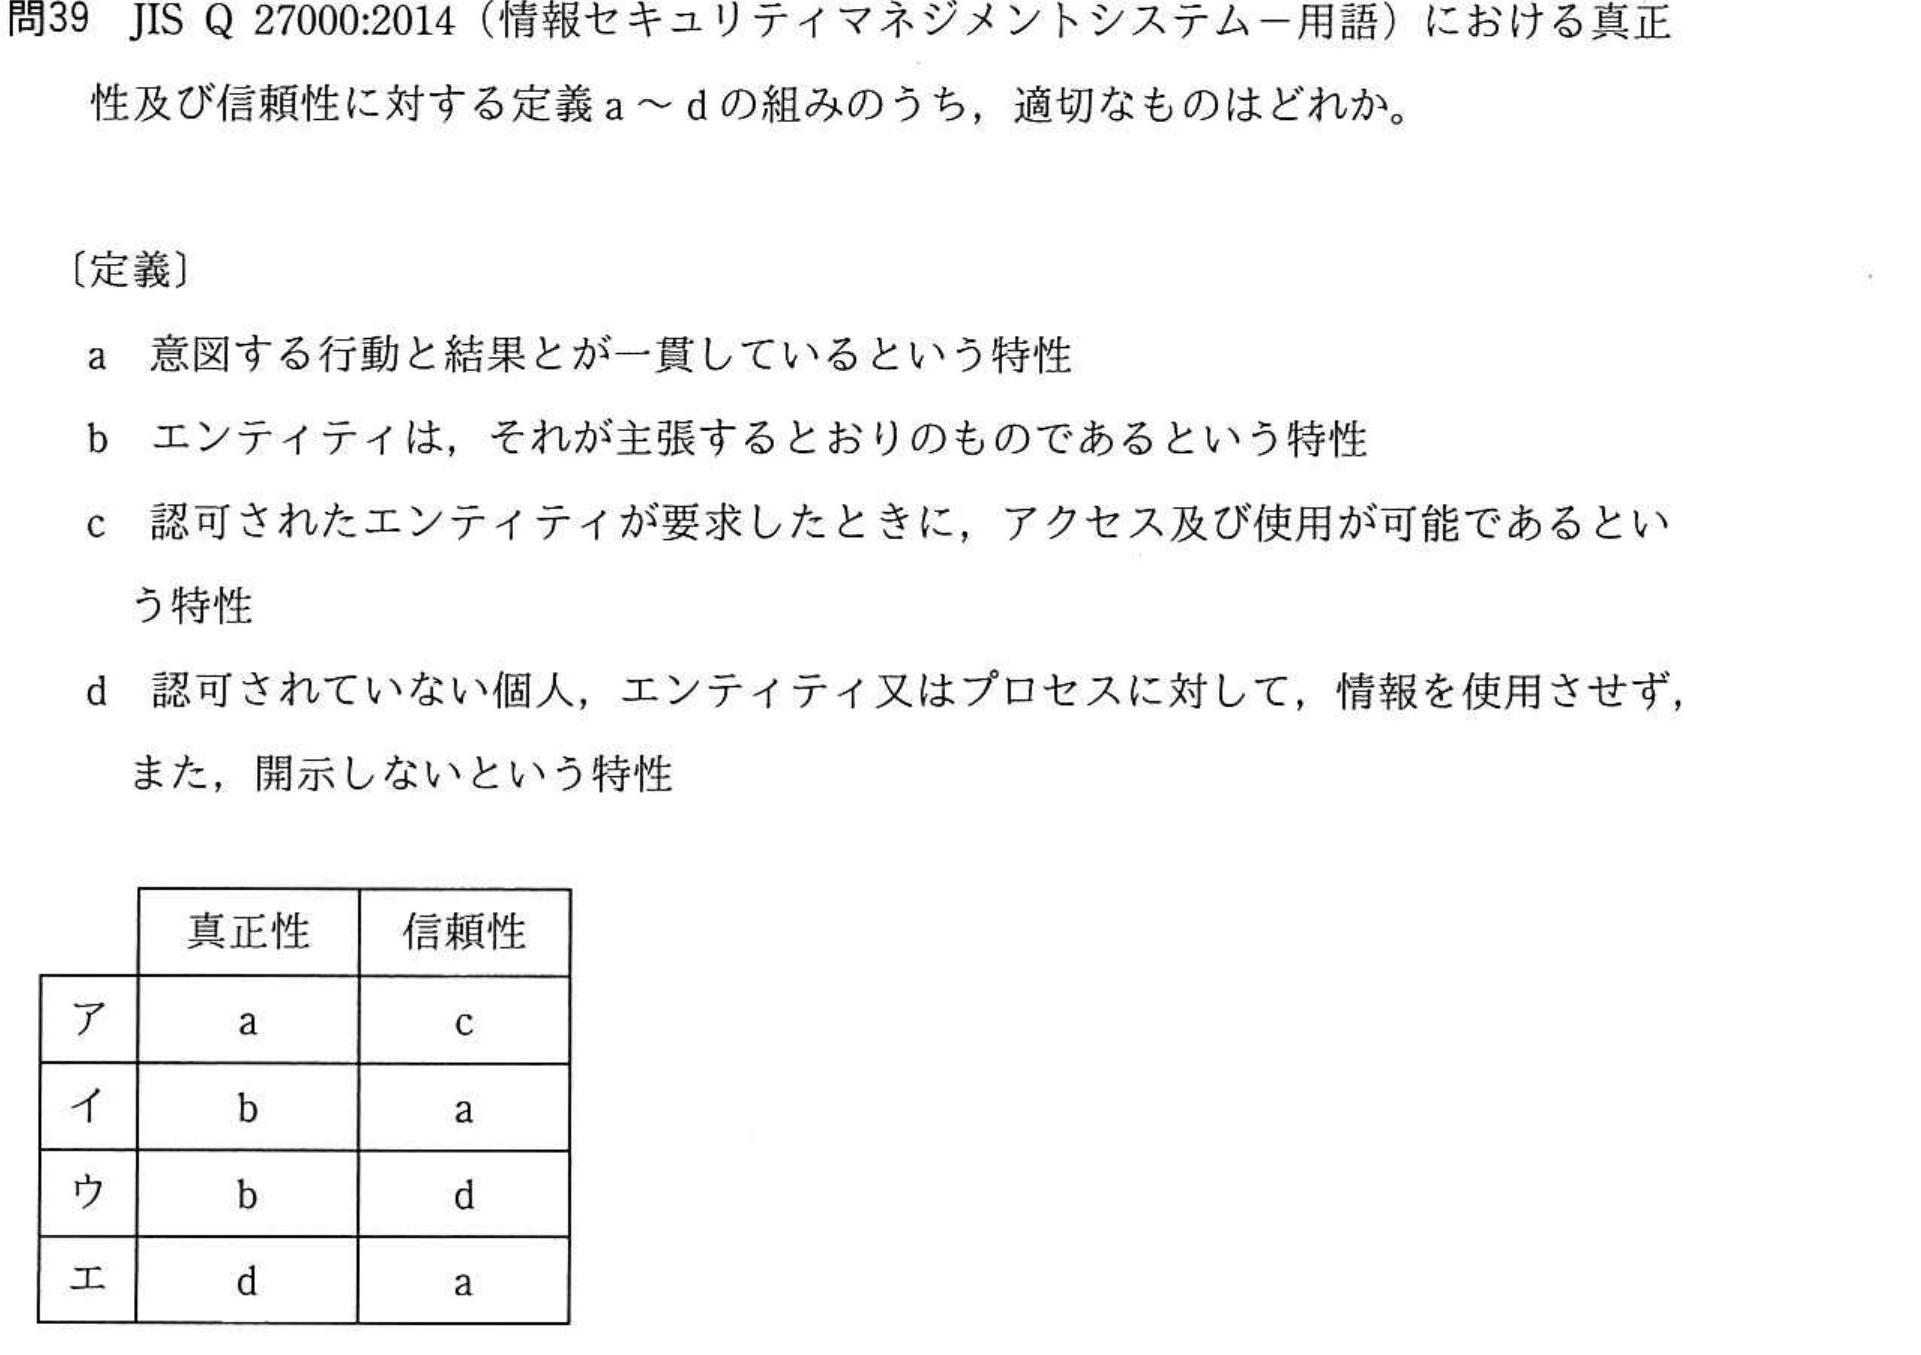 問39 JIS Q 27000:2014（情報セキュリティマネジメントシステム－用語）における真正
性及び信頼性に対する定義 a ～ d の組みのうち，適切なものはどれか。
〔定義〕
a 意図する行動と結果とが一貫しているという特性
b エンティティは，それが主張するとおりのものであるという特性
c 認可されたエンティティが要求したときに，アクセス及び使用が可能であるとい
う特性
d 認可されていない個人，エンティティ又はプロセスに対して，情報を使用させず，
また，開示しないという特性
真正性 信頼性
ア a c
イ b a
ウ b d
エ d a